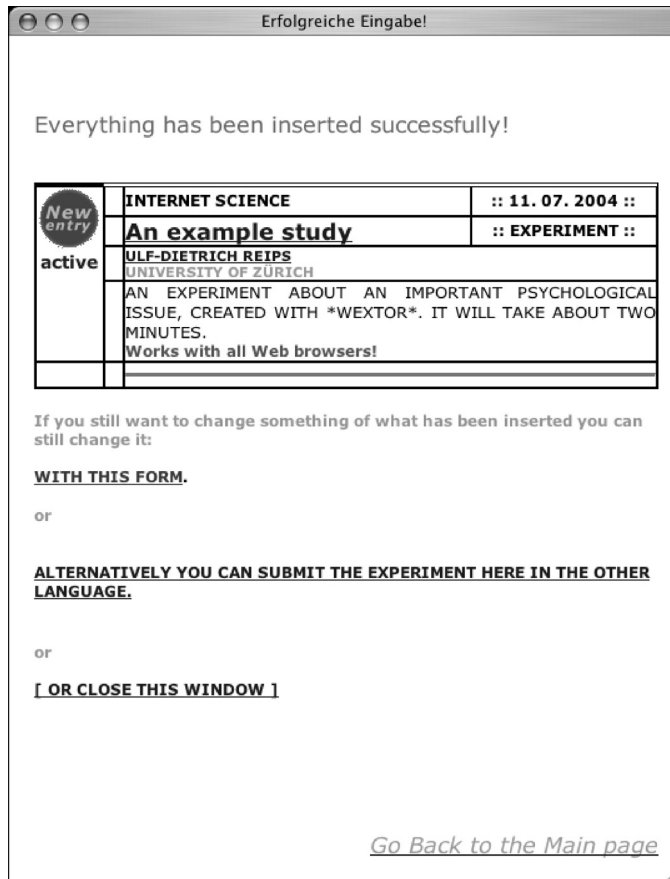 Erfolgreiche Eingabe!
Everything has been inserted successfully!
New
entry
active
INTERNET SCIENCE
:: 11. 07. 2004 ::
An example study
:: EXPERIMENT ::
ULF-DIETRICH REIPS
UNIVERSITY OF ZÜRICH
AN EXPERIMENT ABOUT AN IMPORTANT PSYCHOLOGICAL
ISSUE, CREATED WITH *WEXTOR*. IT WILL TAKE ABOUT TWO
MINUTES.
Works with all Web browsers!
If you still want to change something of what has been inserted you can
still change it:
WITH THIS FORM.
or
ALTERNATIVELY YOU CAN SUBMIT THE EXPERIMENT HERE IN THE OTHER
LANGUAGE.
or
[ OR CLOSE THIS WINDOW ]
Go Back to the Main page